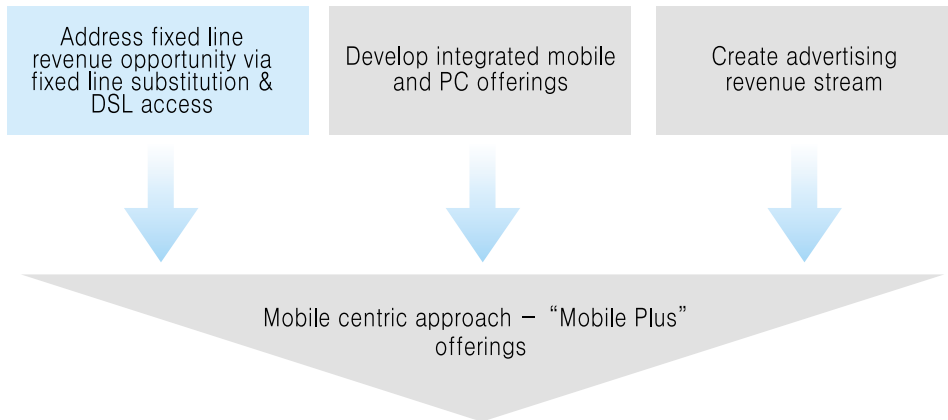 Address fixed line
revenue opportunity via
fixed line substitution &
DSL access
Develop integrated mobile
and PC offerings
Create advertising
revenue stream
Mobile centric approach – “Mobile Plus”
offerings